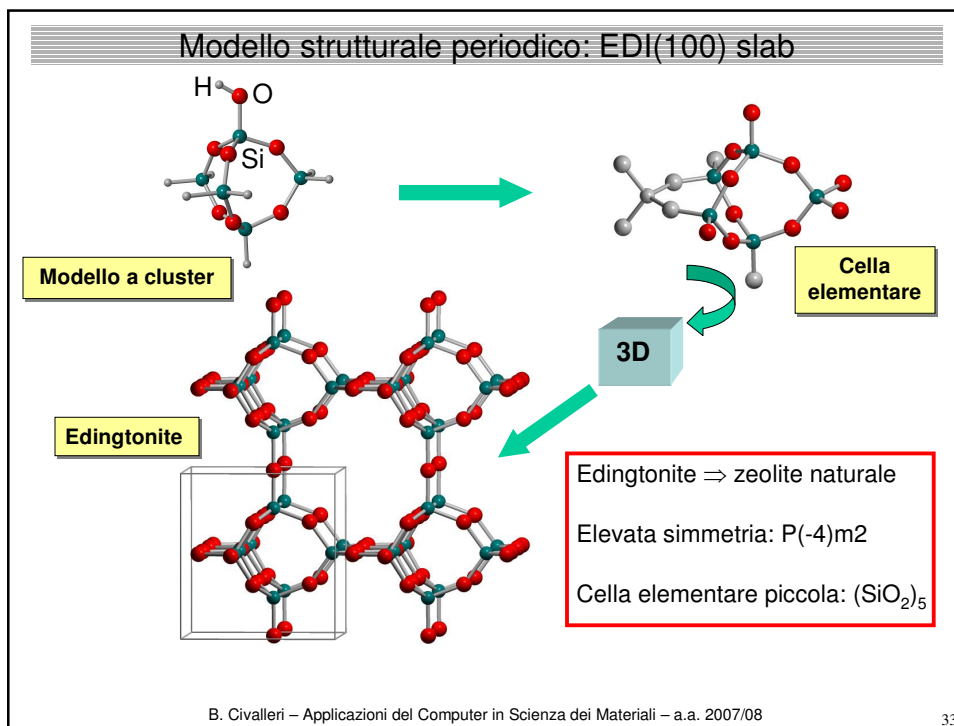 Modello strutturale periodico: EDI(100) slab
H
O
Si
Modello a cluster
Cella
elementare
3D
Edingtonite
Edingtonite ⇒ zeolite naturale
Elevata simmetria: P(-4)m2
Cella elementare piccola: (SiO₂)₅
B. Civalleri – Applicazioni del Computer in Scienza dei Materiali – a.a. 2007/08
33